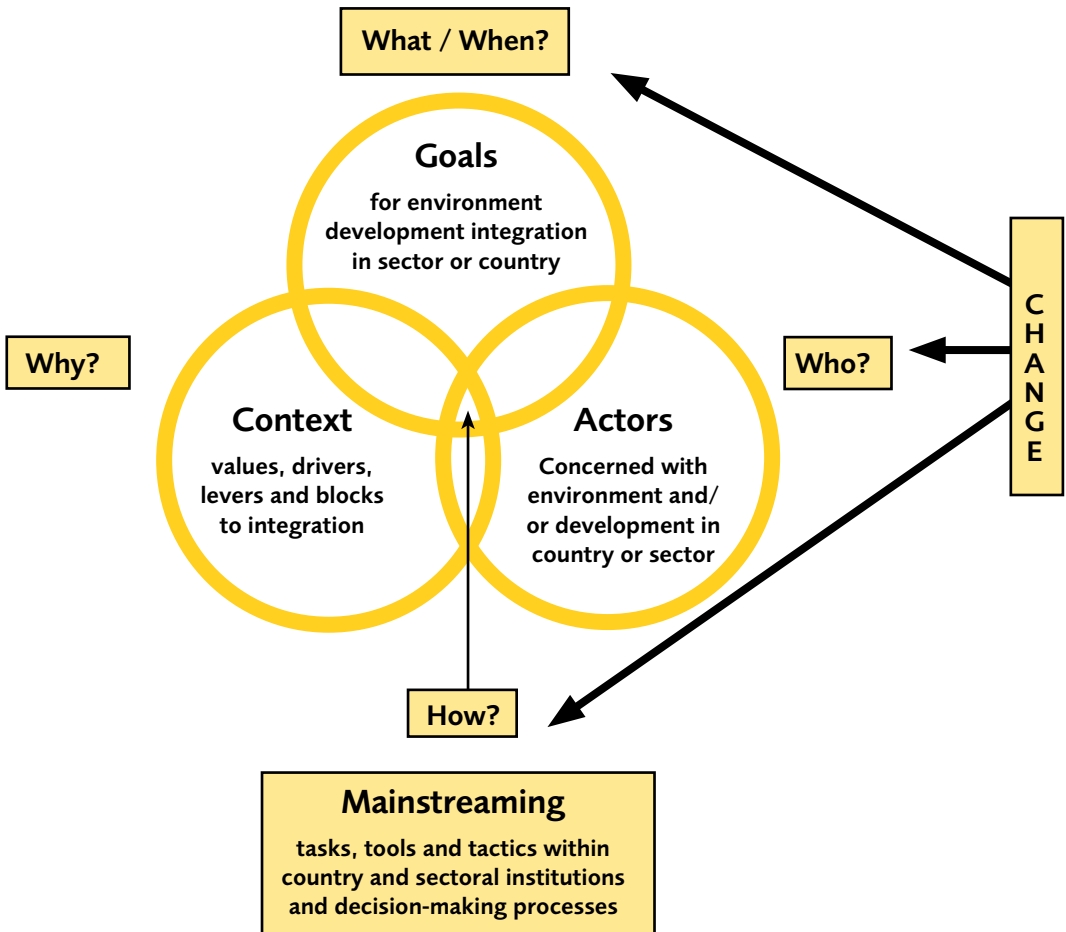 What / When?
Goals
for environment
development integration
in sector or country
Why?
Who?
C
H
A
N
G
E
Context
values, drivers,
levers and blocks
to integration
Actors
Concerned with
environment and/
or development in
country or sector
How?
Mainstreaming
tasks, tools and tactics within
country and sectoral institutions
and decision-making processes